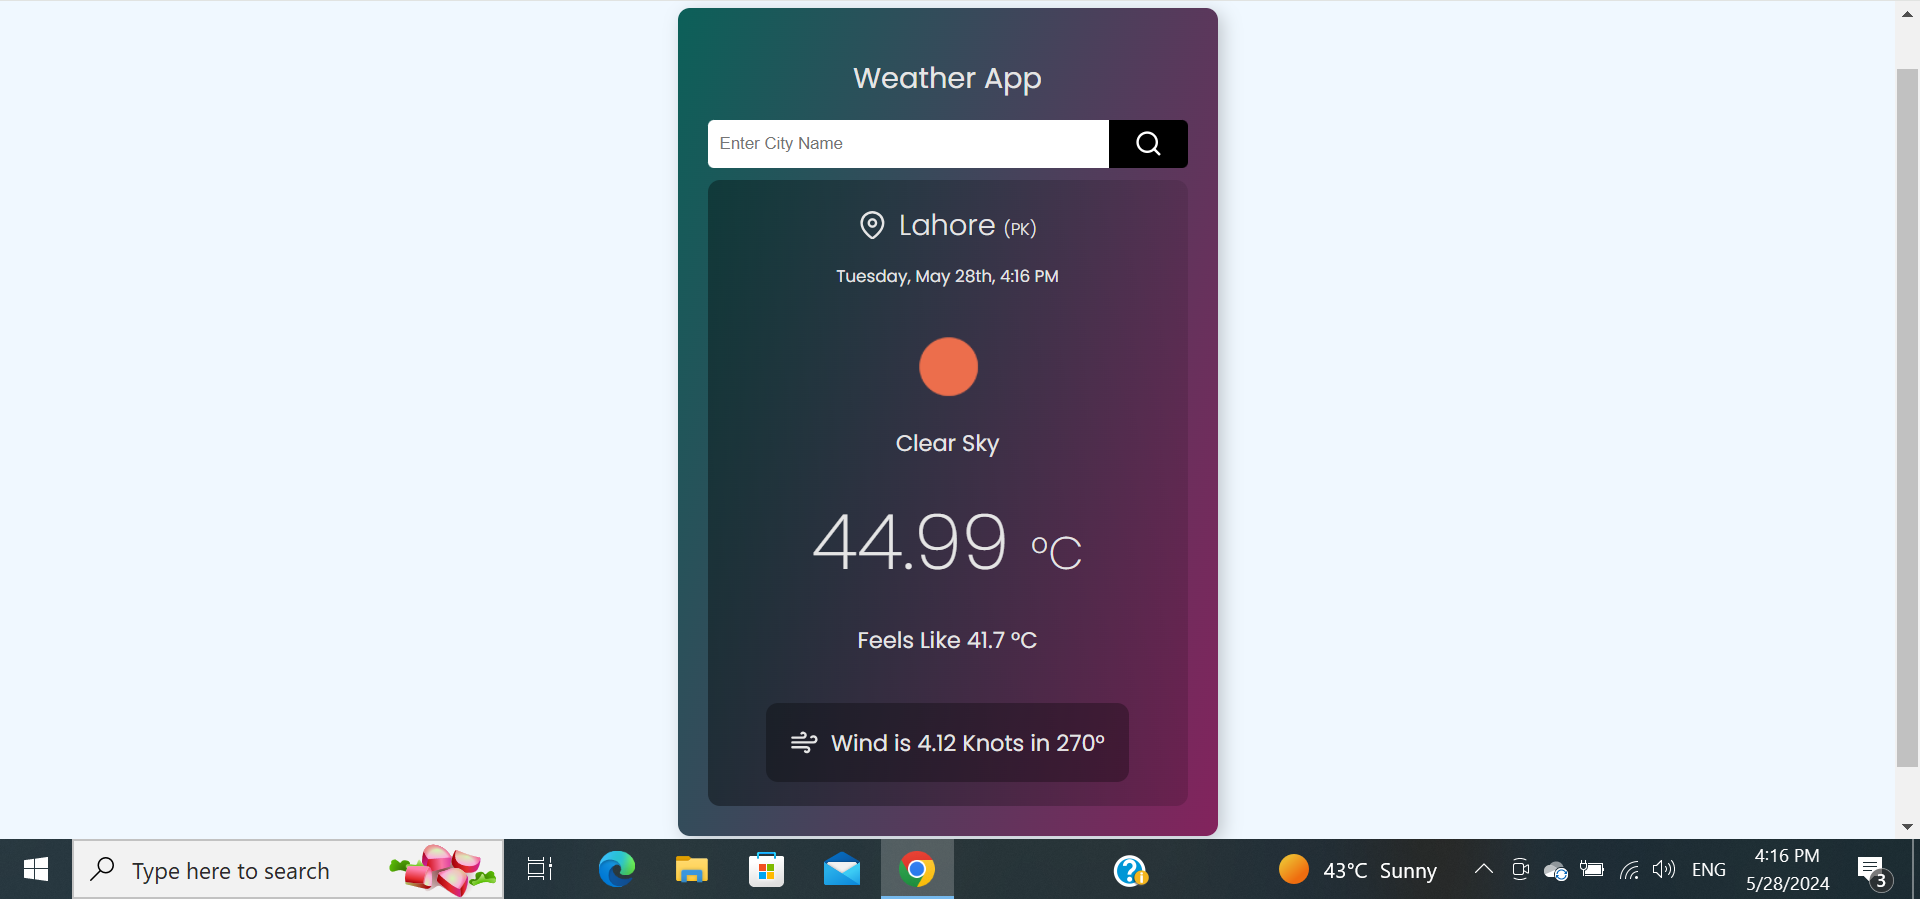 Weather App
Enter City Name
Lahore (PK)
Tuesday, May 28th, 4:16 PM
Clear Sky
44.99 °C
Feels Like 41.7 °C
Wind is 4.12 Knots in 270°
Type here to search
43°C Sunny
ENG
4:16 PM
5/28/2024
3